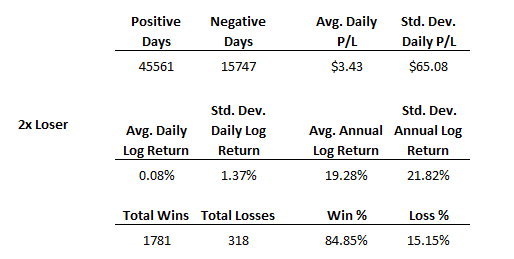 Positive Negative Avg. Daily Std. Dev.
Days Days P/L Daily P/L
45561 15747 $3.43 $65.08
2x Loser
Std. Dev. Std. Dev.
Avg. Daily Daily Log Avg. Annual Annual Log
Log Return Return Log Return Return
0.08% 1.37% 19.28% 21.82%
Total Wins Total Losses Win % Loss %
1781 318 84.85% 15.15%